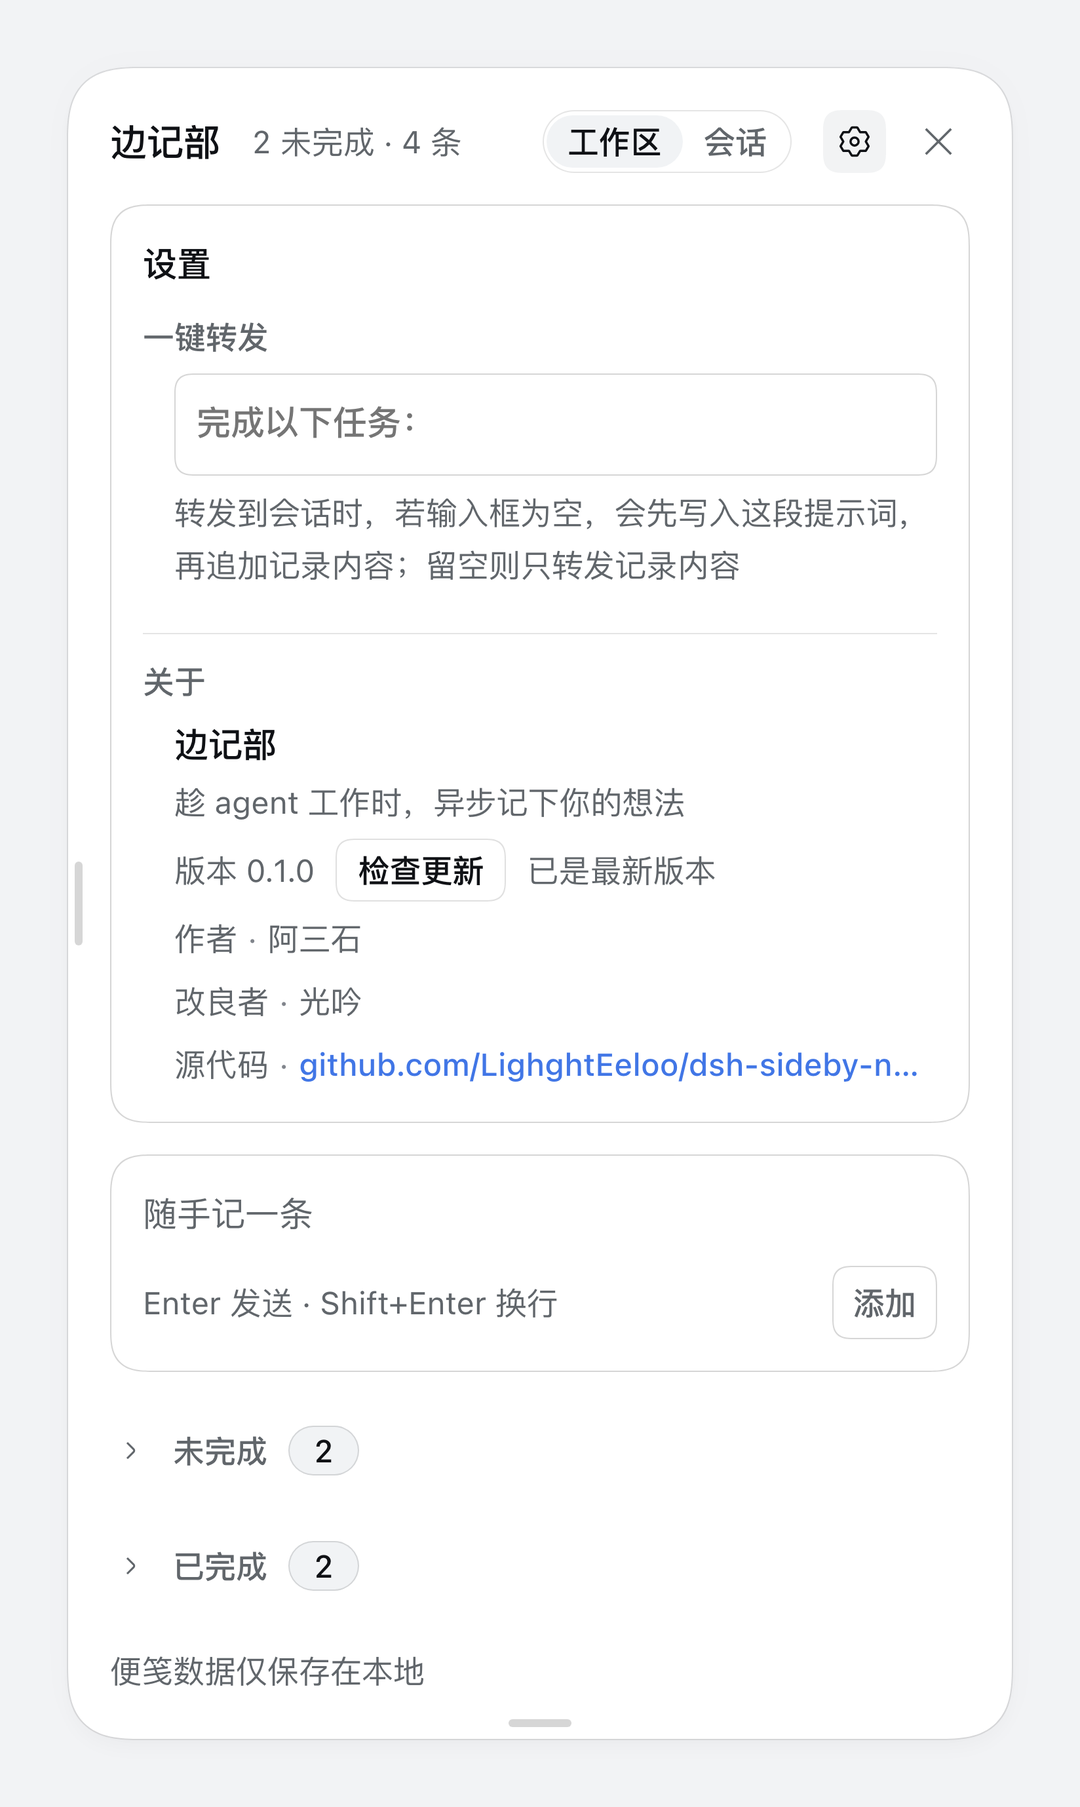 边记部 2 未完成 · 4 条 工作区 会话
设置
一键转发
完成以下任务：
转发到会话时，若输入框为空，会先写入这段提示词，
再追加记录内容；留空则只转发记录内容
关于
边记部
趁 agent 工作时，异步记下你的想法
版本 0.1.0 检查更新 已是最新版本
作者 · 阿三石
改良者 · 光吟
源代码 · github.com/LighghtEeloo/dsh-sideby-n...
随手记一条
Enter 发送 · Shift+Enter 换行 添加
未完成 2
已完成 2
便笺数据仅保存在本地